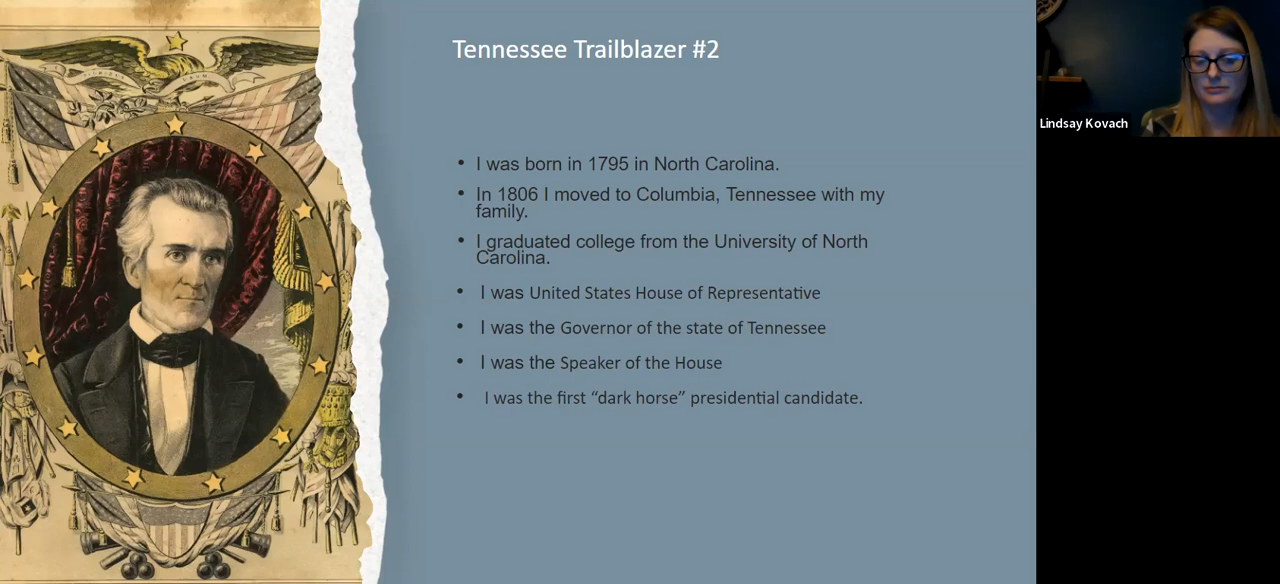 Tennessee Trailblazer #2
Lindsay Kovach
• I was born in 1795 in North Carolina.
• In 1806 I moved to Columbia, Tennessee with my
family.
• I graduated college from the University of North
Carolina.
• I was United States House of Representative
• I was the Governor of the state of Tennessee
• I was the Speaker of the House
• I was the first “dark horse” presidential candidate.